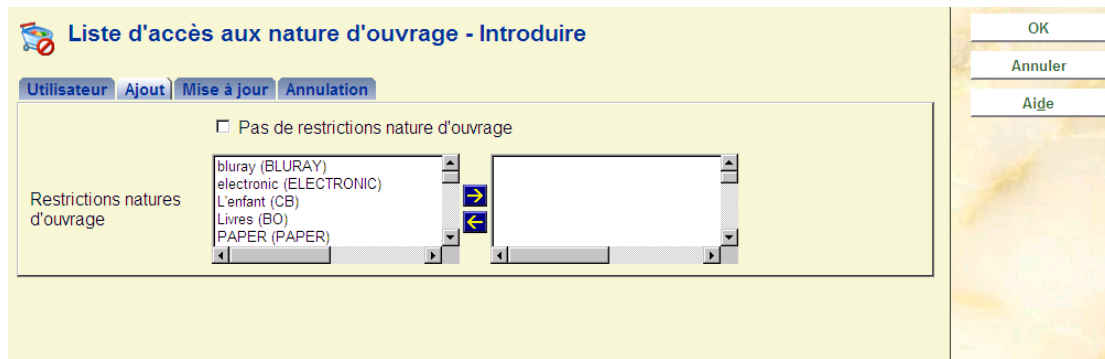 Liste d'accès aux nature d'ouvrage - Introduire
OK
Annuler
Aide
Utilisateur Ajout Mise à jour Annulation
Pas de restrictions nature d'ouvrage
Restrictions natures d'ouvrage
bluray (BLURAY)
electronic (ELECTRONIC)
L'enfant (CB)
Livres (BO)
PAPER (PAPER)